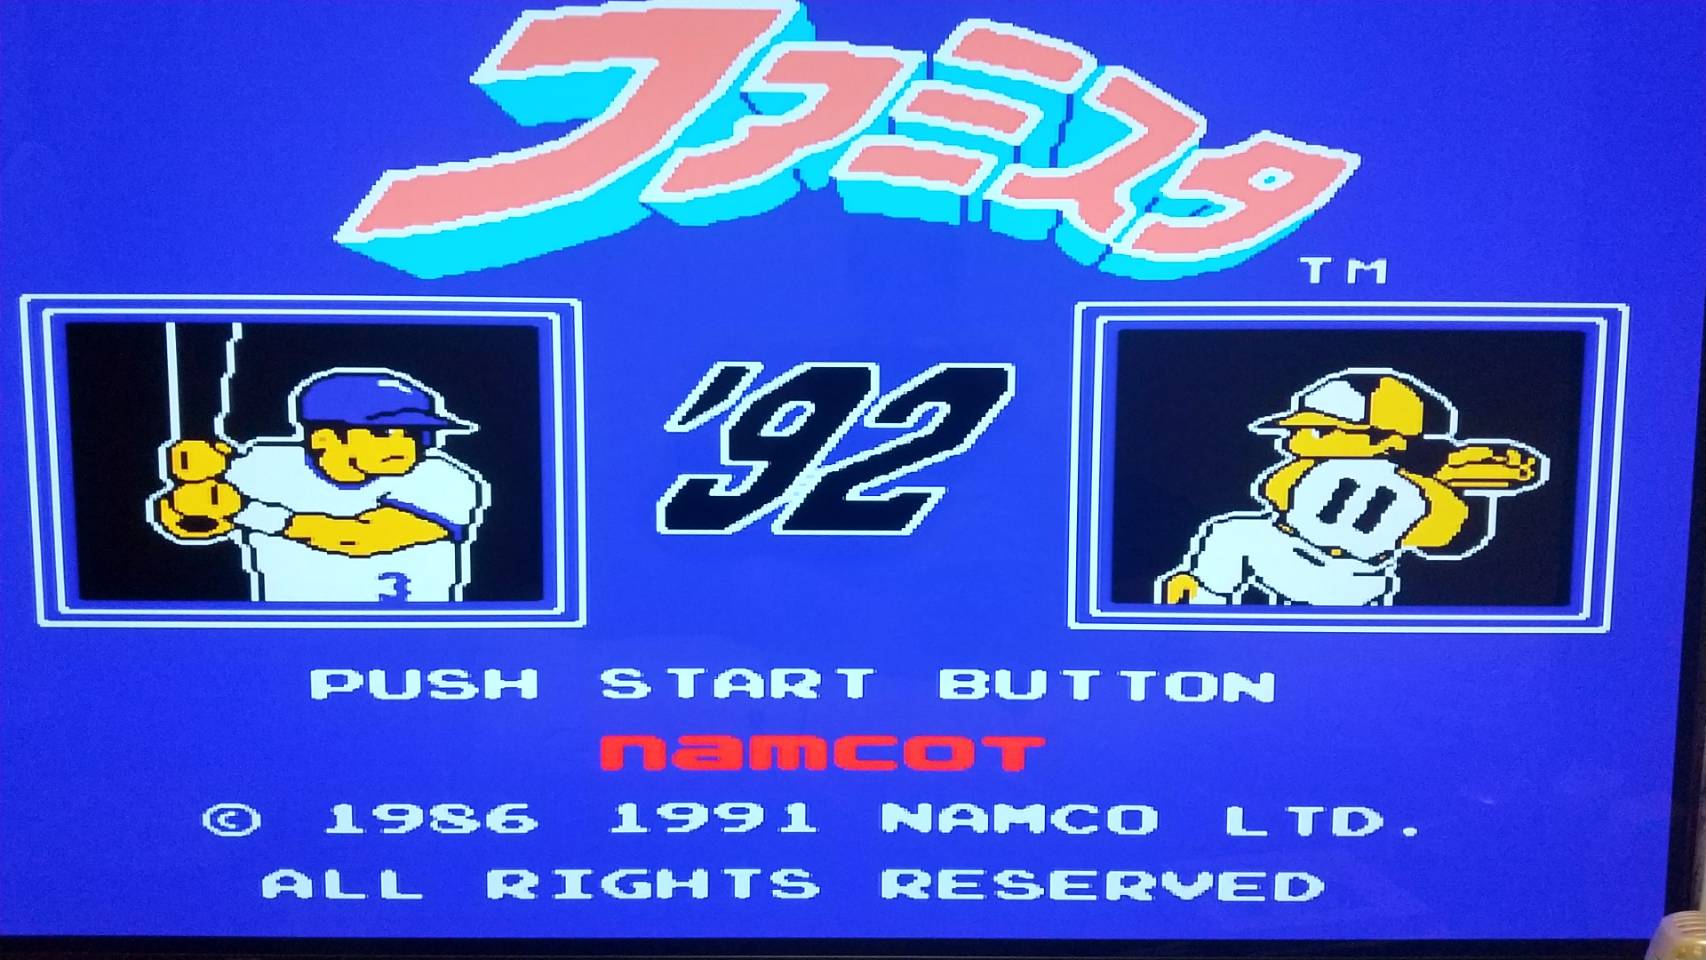 ファミスタ
TM
'92
3
11
PUSH START BUTTON
namcot
© 1986 1991 NAMCO LTD.
ALL RIGHTS RESERVED